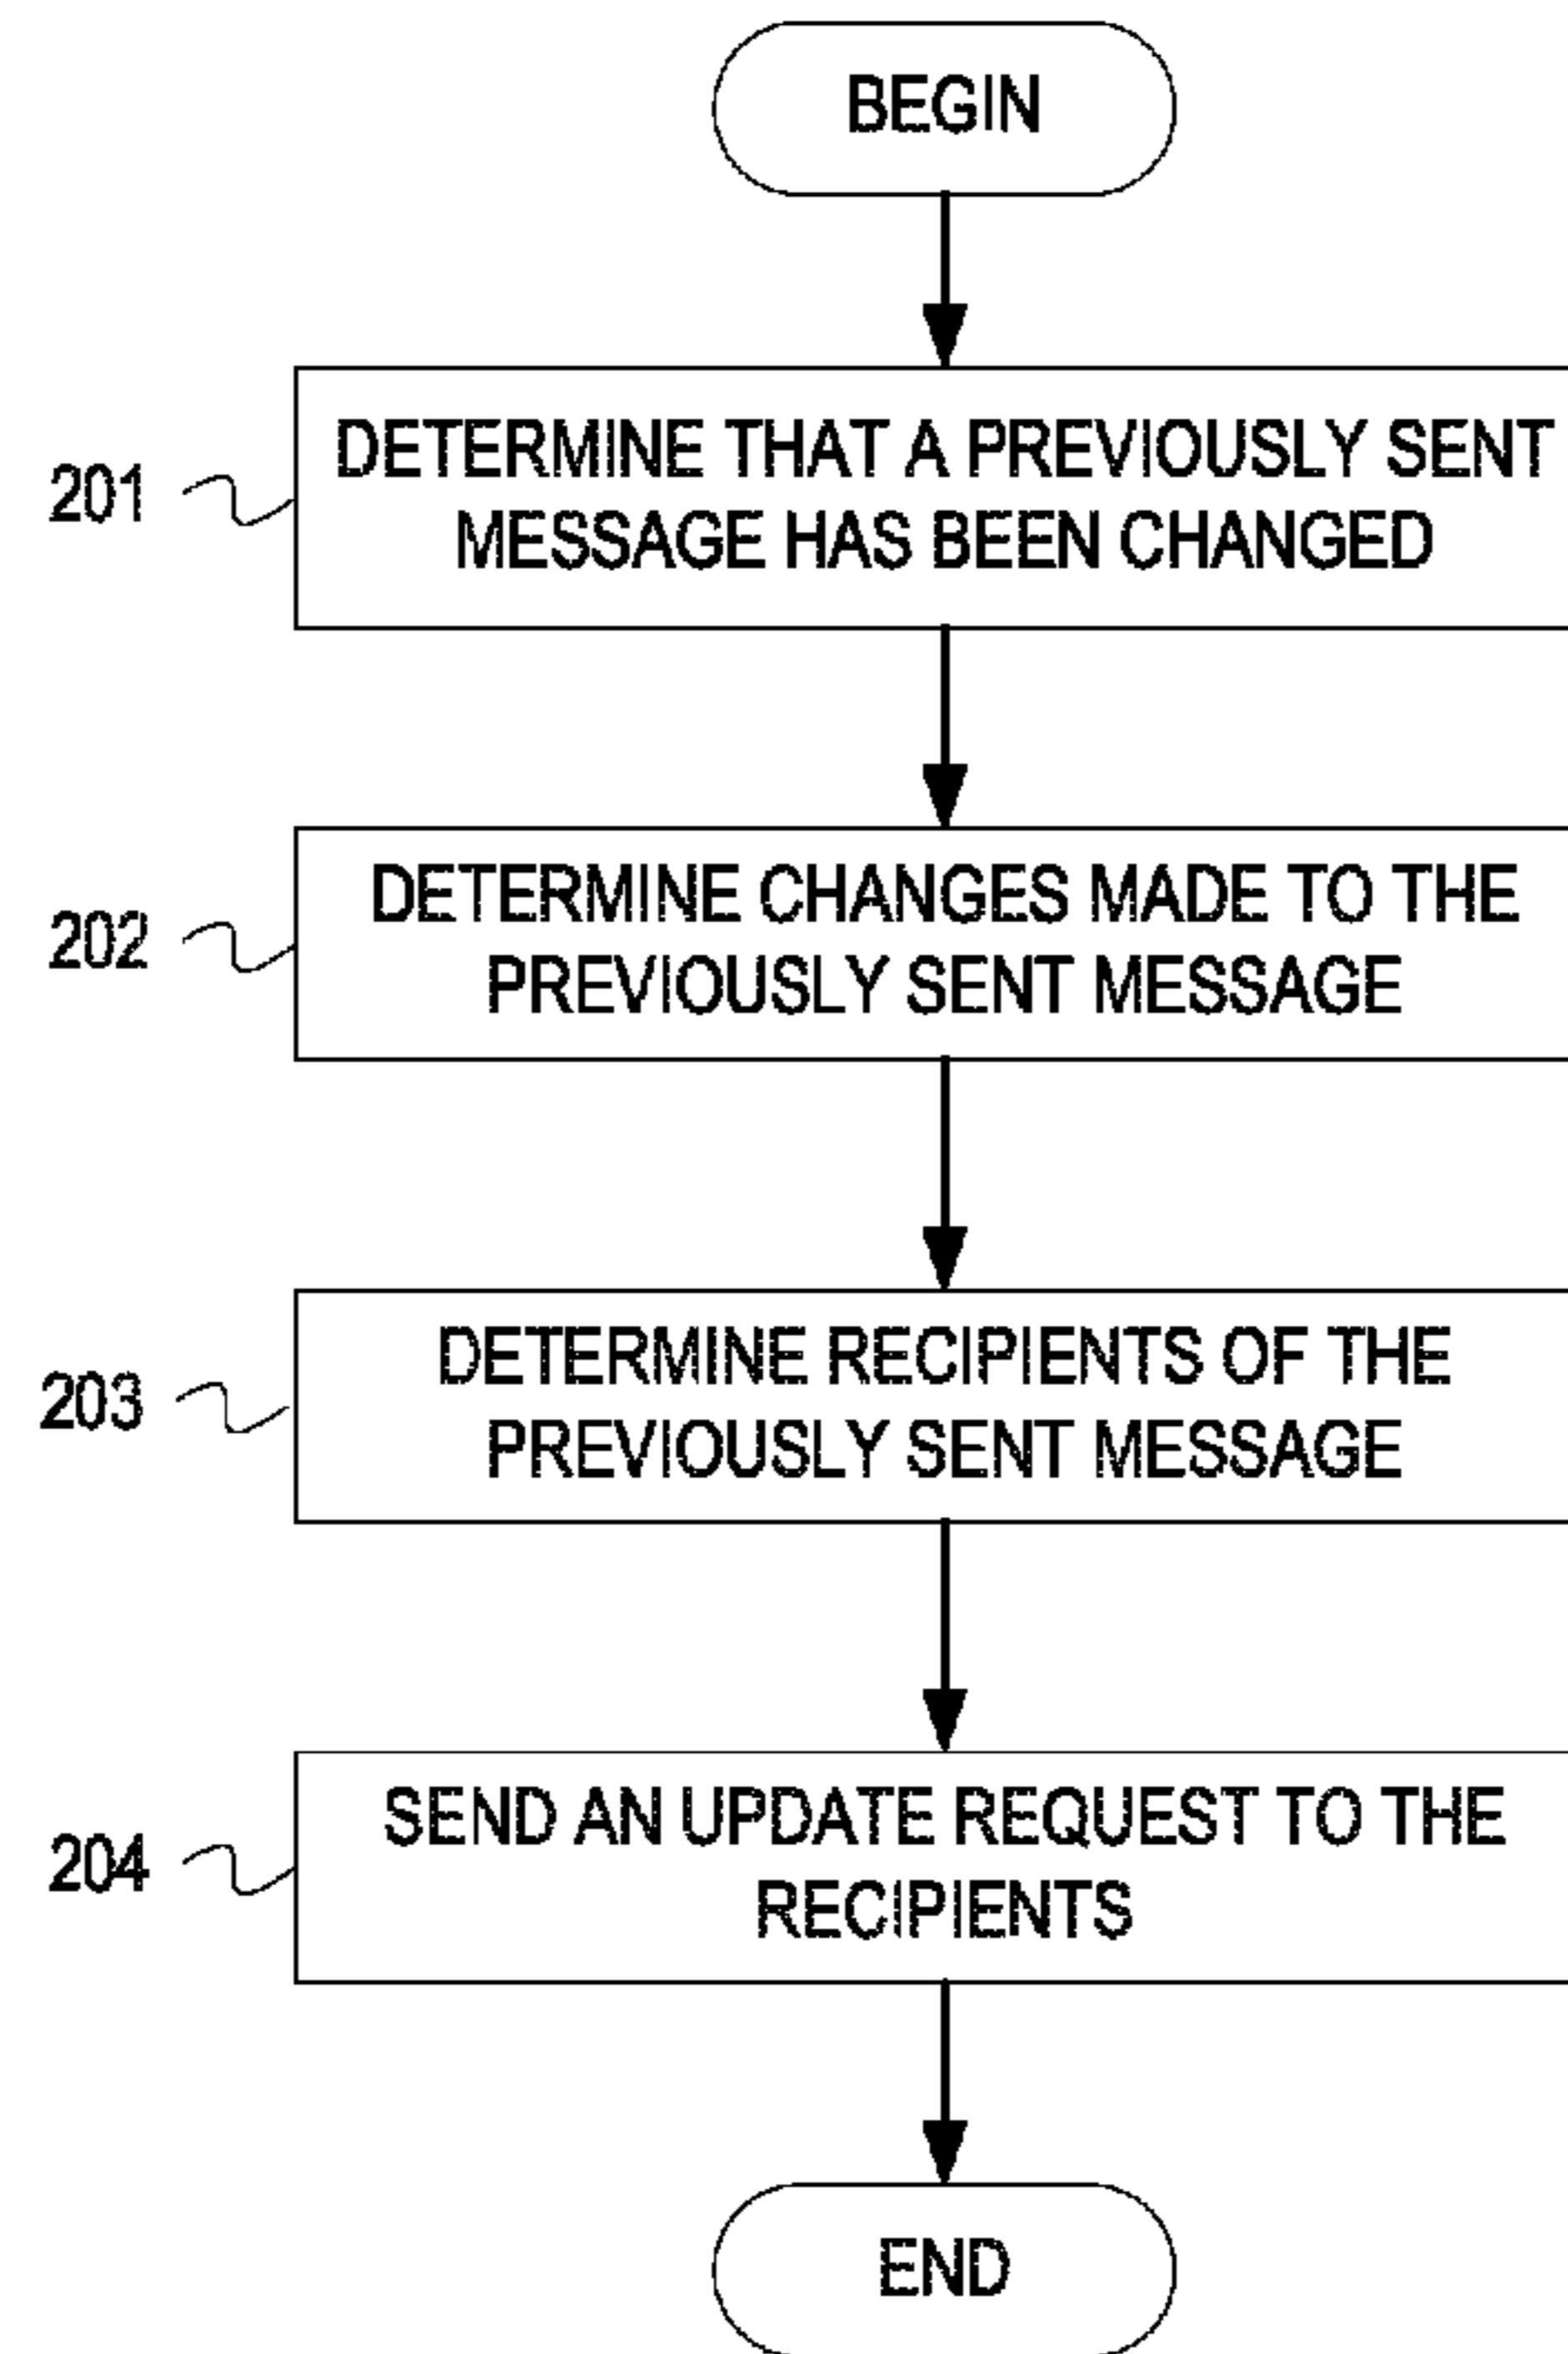 BEGIN
201
DETERMINE THAT A PREVIOUSLY SENT
MESSAGE HAS BEEN CHANGED
202
DETERMINE CHANGES MADE TO THE
PREVIOUSLY SENT MESSAGE
203
DETERMINE RECIPIENTS OF THE
PREVIOUSLY SENT MESSAGE
204
SEND AN UPDATE REQUEST TO THE
RECIPIENTS
END